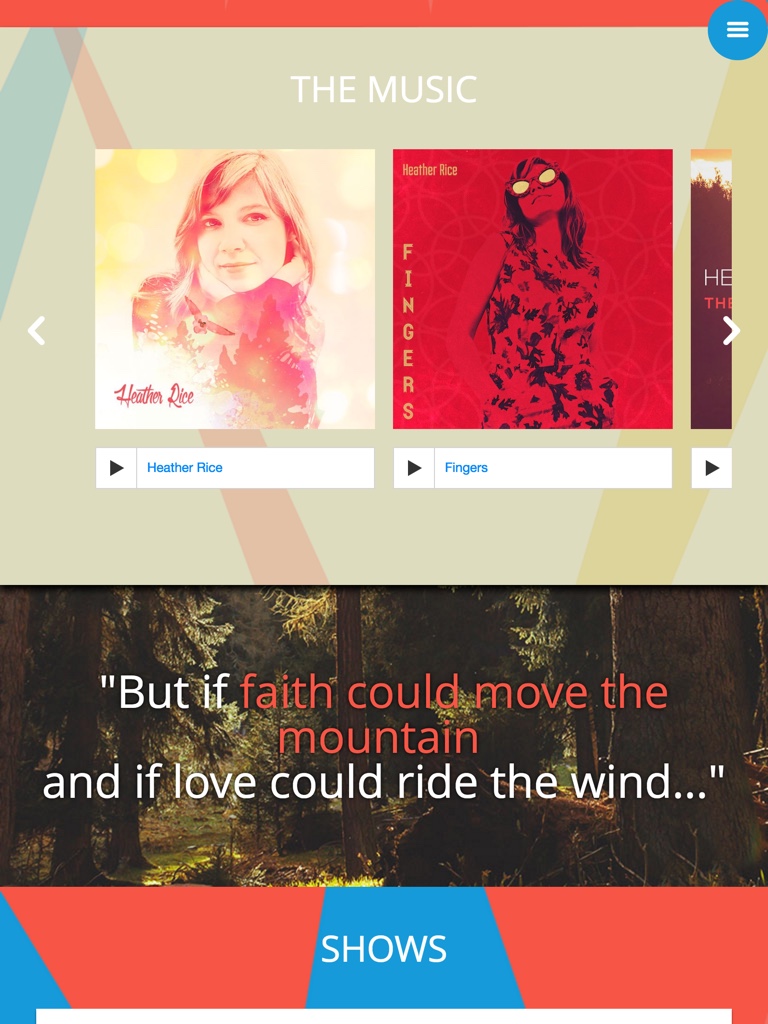 THE MUSIC
Heather Rice
Heather Rice
FINGERS
HE
THE
Heather Rice
Fingers
"But if faith could move the
mountain
and if love could ride the wind..."
SHOWS